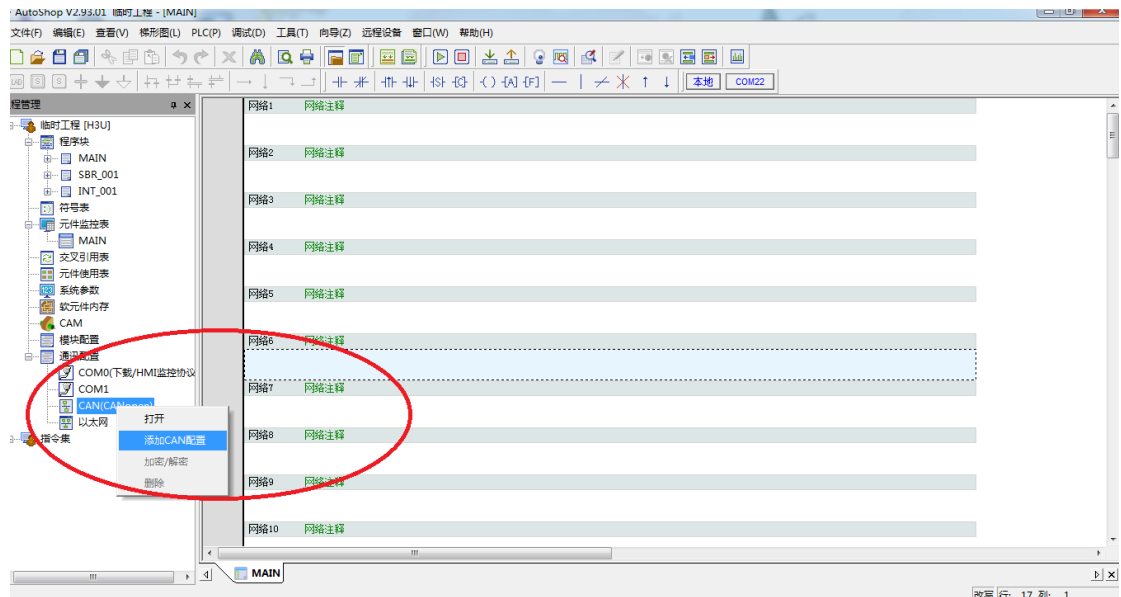 AutoShop V2.93.01 临时工程 - [MAIN]
文件(F) 编辑(E) 查看(V) 梯形图(L) PLC(P) 调试(D) 工具(T) 向导(Z) 远程设备 窗口(W) 帮助(H)
本地 COM22
程管理
临时工程 [H3U]
程序块
MAIN
SBR_001
INT_001
符号表
元件监控表
MAIN
交叉引用表
元件使用表
系统参数
软元件内存
CAM
模块配置
通讯配置
COM0(下载/HMI监控协议
COM1
CAN(CANopen)
以太网
指令集
打开
添加CAN配置
加密/解密
删除
网络1 网络注释
网络2 网络注释
网络3 网络注释
网络4 网络注释
网络5 网络注释
网络6 网络注释
网络7 网络注释
网络8 网络注释
网络9 网络注释
网络10 网络注释
MAIN
改写 行: 17 列: 1